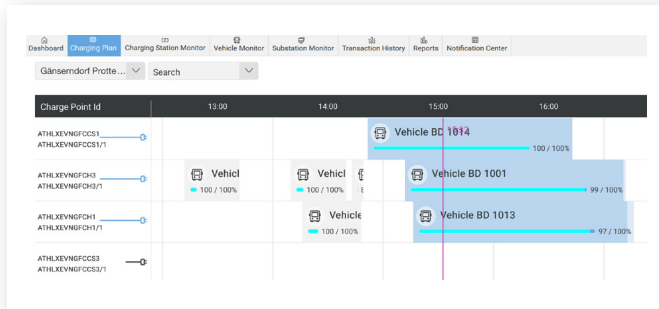 Dashboard Charging Plan Charging Station Monitor Vehicle Monitor Substation Monitor Transaction History Reports Notification Center
Gänserndorf Protte... Search
Charge Point Id 13:00 14:00 15:00 16:00
ATHLXEVNGFCCS1
ATHLXEVNGFCCS1/1
Vehicle BD 1014
100 / 100%
ATHLXEVNGFCH3
ATHLXEVNGFCH3/1
Vehicl Vehicl Vehicle BD 1001
100 / 100% 100 / 100% 99 / 100%
ATHLXEVNGFCH1
ATHLXEVNGFCH1/1
Vehicle Vehicle BD 1013
100 / 100% 97 / 100%
ATHLXEVNGFCCS3
ATHLXEVNGFCCS3/1